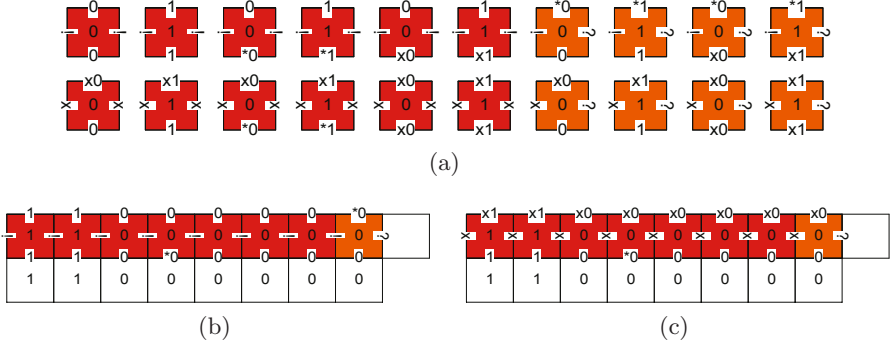 0 1 0 1 0 1 *0 *1 *0 *1
! 0 ! ! 1 ! ! 0 ! ! 1 ! ! 0 ! ! 1 ! ! 0 ? ! 1 ? ! 0 ? ! 1 ?
0 1 *0 *1 x0 x1 0 1 x0 x1
x0 x1 x0 x1 x0 x1 x0 x1 x0 x1
x 0 x x 1 x x 0 x x 1 x x 0 x x 1 x x 0 ? x 1 ? x 0 ? x 1 ?
0 1 *0 *1 x0 x1 0 1 x0 x1
(a)
1 1 0 0 0 0 0 *0
! 1 ! 1 ! 0 ! 0 ! 0 ! 0 ! 0 ! 0 ?
1 1 0 *0 0 0 0 0
1 1 0 0 0 0 0 0
(b)
x1 x1 x0 x0 x0 x0 x0 x0
x 1 x 1 x 0 x 0 x 0 x 0 x 0 x 0 ?
1 1 0 *0 0 0 0 0
1 1 0 0 0 0 0 0
(c)